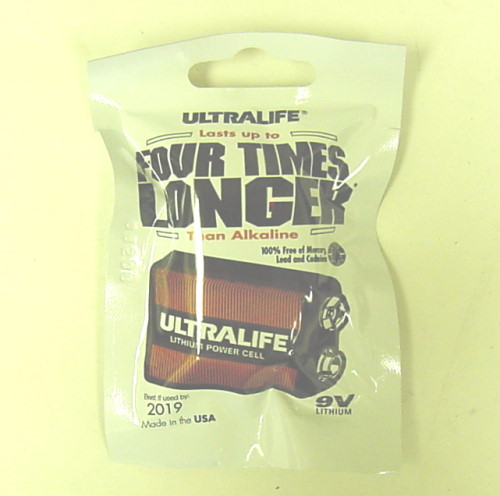 ULTRALIFE®
Lasts up to
FOUR TIMES
LONGER*
Than Alkaline
100% Free of Mercury,
Lead and Cadmium
ULTRALIFE®
LITHIUM POWER CELL
Best if used by:
2019
Made in the USA
9V
LITHIUM